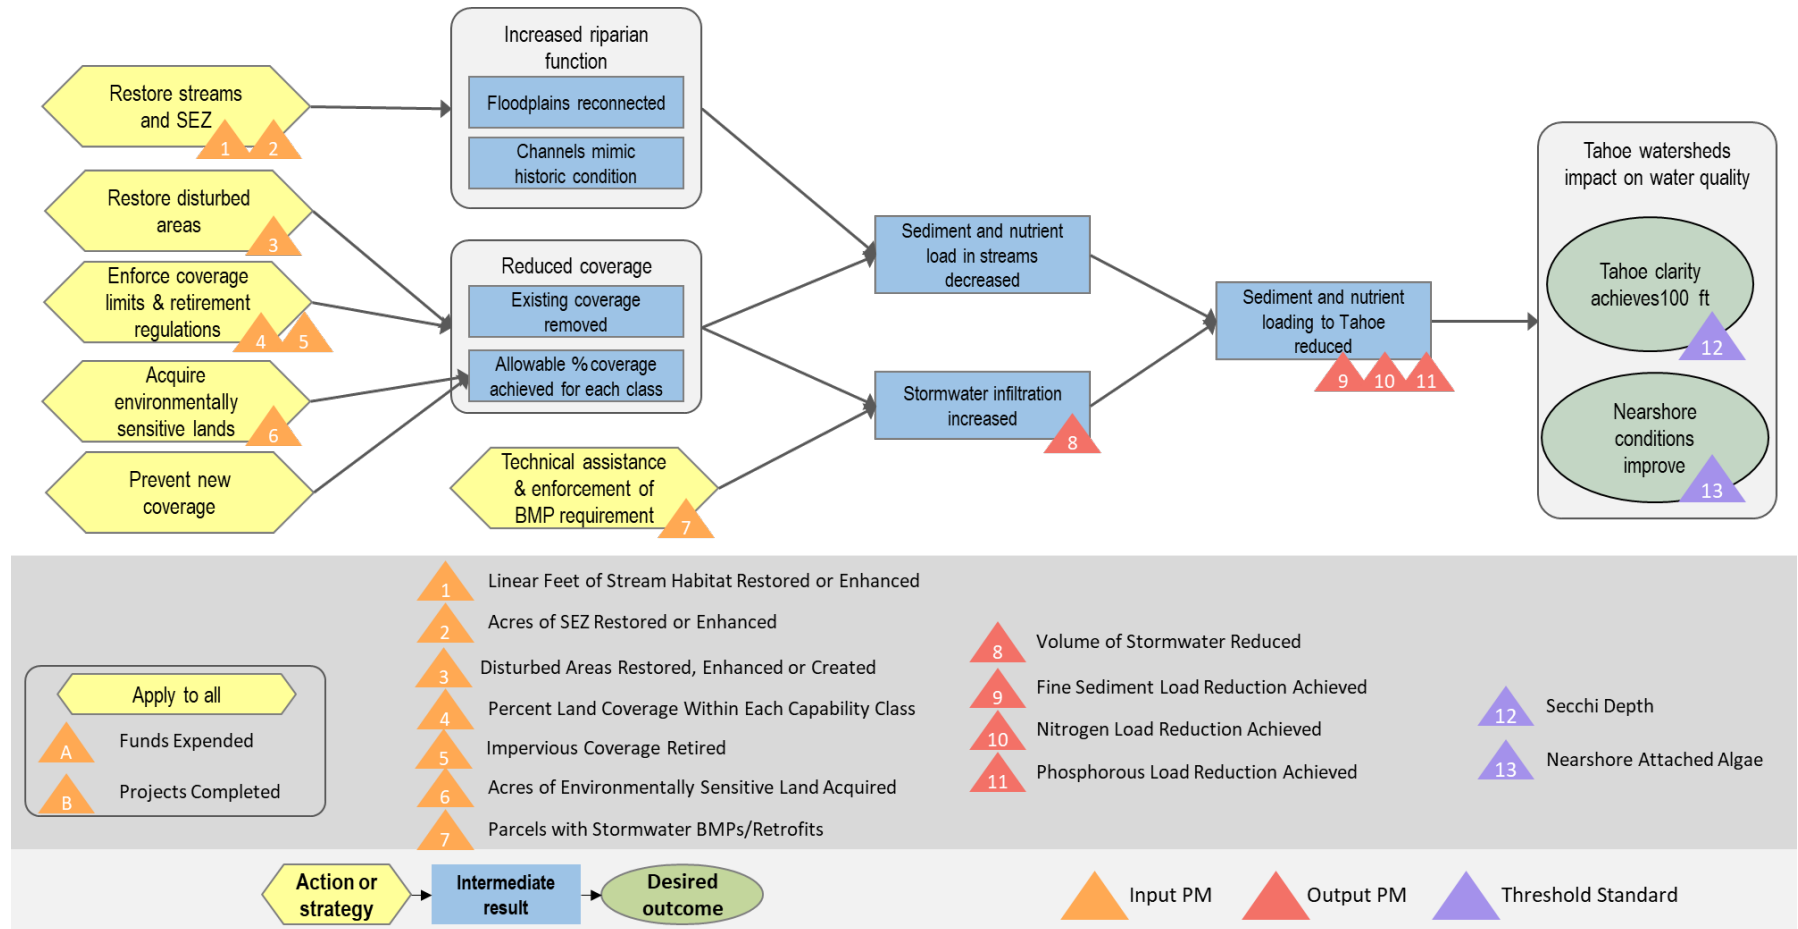 Restore streams
and SEZ
1
2
Restore disturbed
areas
3
Enforce coverage
limits & retirement
regulations
4
5
Acquire
environmentally
sensitive lands
6
Prevent new
coverage
Increased riparian
function
Floodplains reconnected
Channels mimic
historic condition
Reduced coverage
Existing coverage
removed
Allowable % coverage
achieved for each class
Technical assistance
& enforcement of
BMP requirement
7
Sediment and nutrient
load in streams
decreased
Stormwater infiltration
increased
8
Sediment and nutrient
loading to Tahoe
reduced
9
10
11
Tahoe watersheds
impact on water quality
Tahoe clarity
achieves100 ft
12
Nearshore
conditions
improve
13
Apply to all
A Funds Expended
B Projects Completed
1 Linear Feet of Stream Habitat Restored or Enhanced
2 Acres of SEZ Restored or Enhanced
3 Disturbed Areas Restored, Enhanced or Created
4 Percent Land Coverage Within Each Capability Class
5 Impervious Coverage Retired
6 Acres of Environmentally Sensitive Land Acquired
7 Parcels with Stormwater BMPs/Retrofits
8 Volume of Stormwater Reduced
9 Fine Sediment Load Reduction Achieved
10 Nitrogen Load Reduction Achieved
11 Phosphorous Load Reduction Achieved
12 Secchi Depth
13 Nearshore Attached Algae
Action or
strategy
Intermediate
result
Desired
outcome
Input PM
Output PM
Threshold Standard